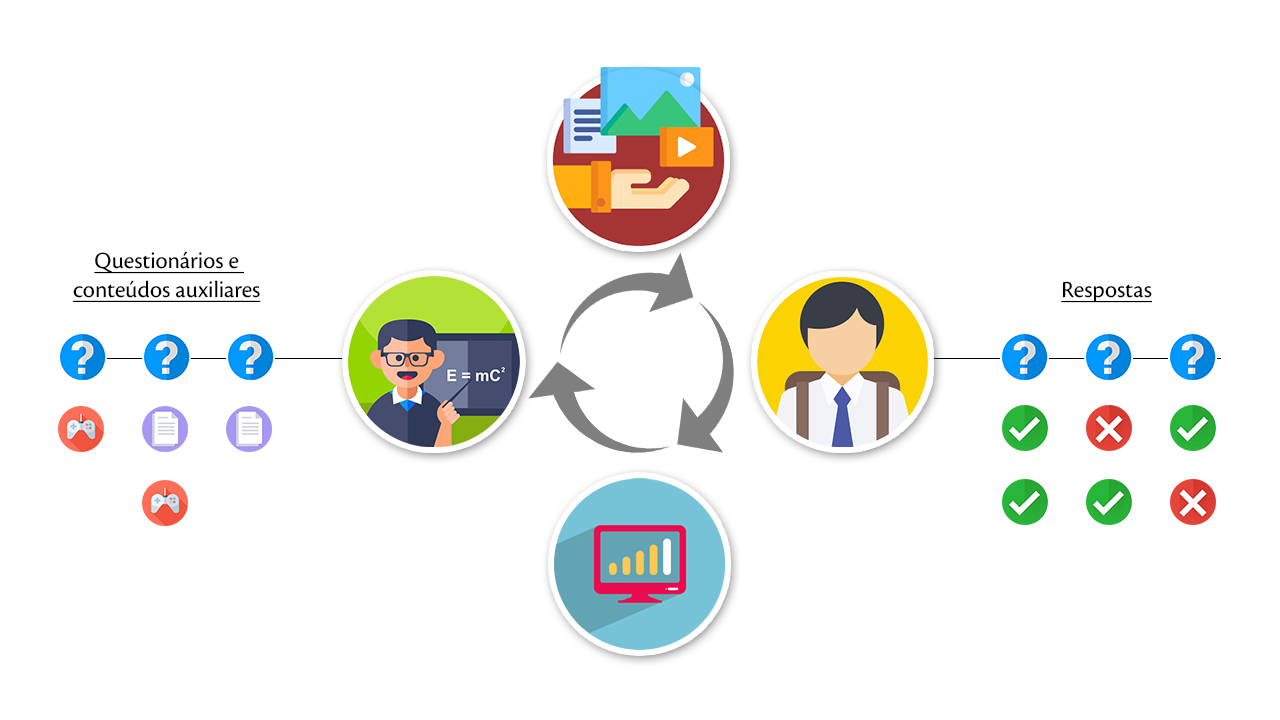 Questionários e
conteúdos auxiliares
Respostas
E = mC²
? ? ?
? ? ?